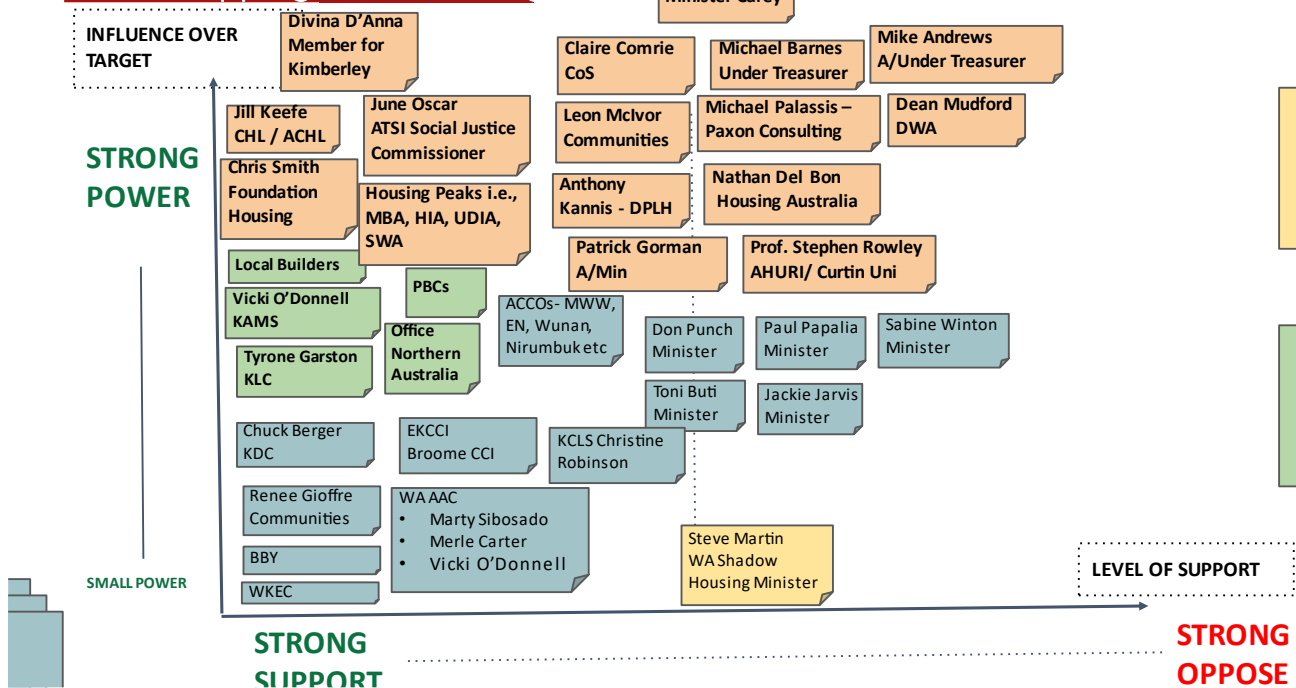 Minister Carey
INFLUENCE OVER
TARGET
Divina D’Anna
Member for
Kimberley
Claire Comrie
CoS
Michael Barnes
Under Treasurer
Mike Andrews
A/Under Treasurer
STRONG
POWER
Jill Keefe
CHL / ACHL
June Oscar
ATSI Social Justice
Commissioner
Leon McIvor
Communities
Michael Palassis –
Paxon Consulting
Dean Mudford
DWA
Chris Smith
Foundation
Housing
Housing Peaks i.e.,
MBA, HIA, UDIA,
SWA
Anthony
Kannis - DPLH
Nathan Del Bon
Housing Australia
Patrick Gorman
A/Min
Prof. Stephen Rowley
AHURI/ Curtin Uni
Local Builders
PBCs
Vicki O’Donnell
KAMS
ACCOs- MWW,
EN, Wunan,
Nirumbuk etc
Office
Northern
Australia
Tyrone Garston
KLC
Don Punch
Minister
Paul Papalia
Minister
Sabine Winton
Minister
Toni Buti
Minister
Jackie Jarvis
Minister
Chuck Berger
KDC
EKCCI
Broome CCI
KCLS Christine
Robinson
Renee Gioffre
Communities
WA AAC
• Marty Sibosado
• Merle Carter
• Vicki O’Donnell
BBY
WKEC
Steve Martin
WA Shadow
Housing Minister
SMALL POWER
LEVEL OF SUPPORT
STRONG
SUPPORT
STRONG
OPPOSE